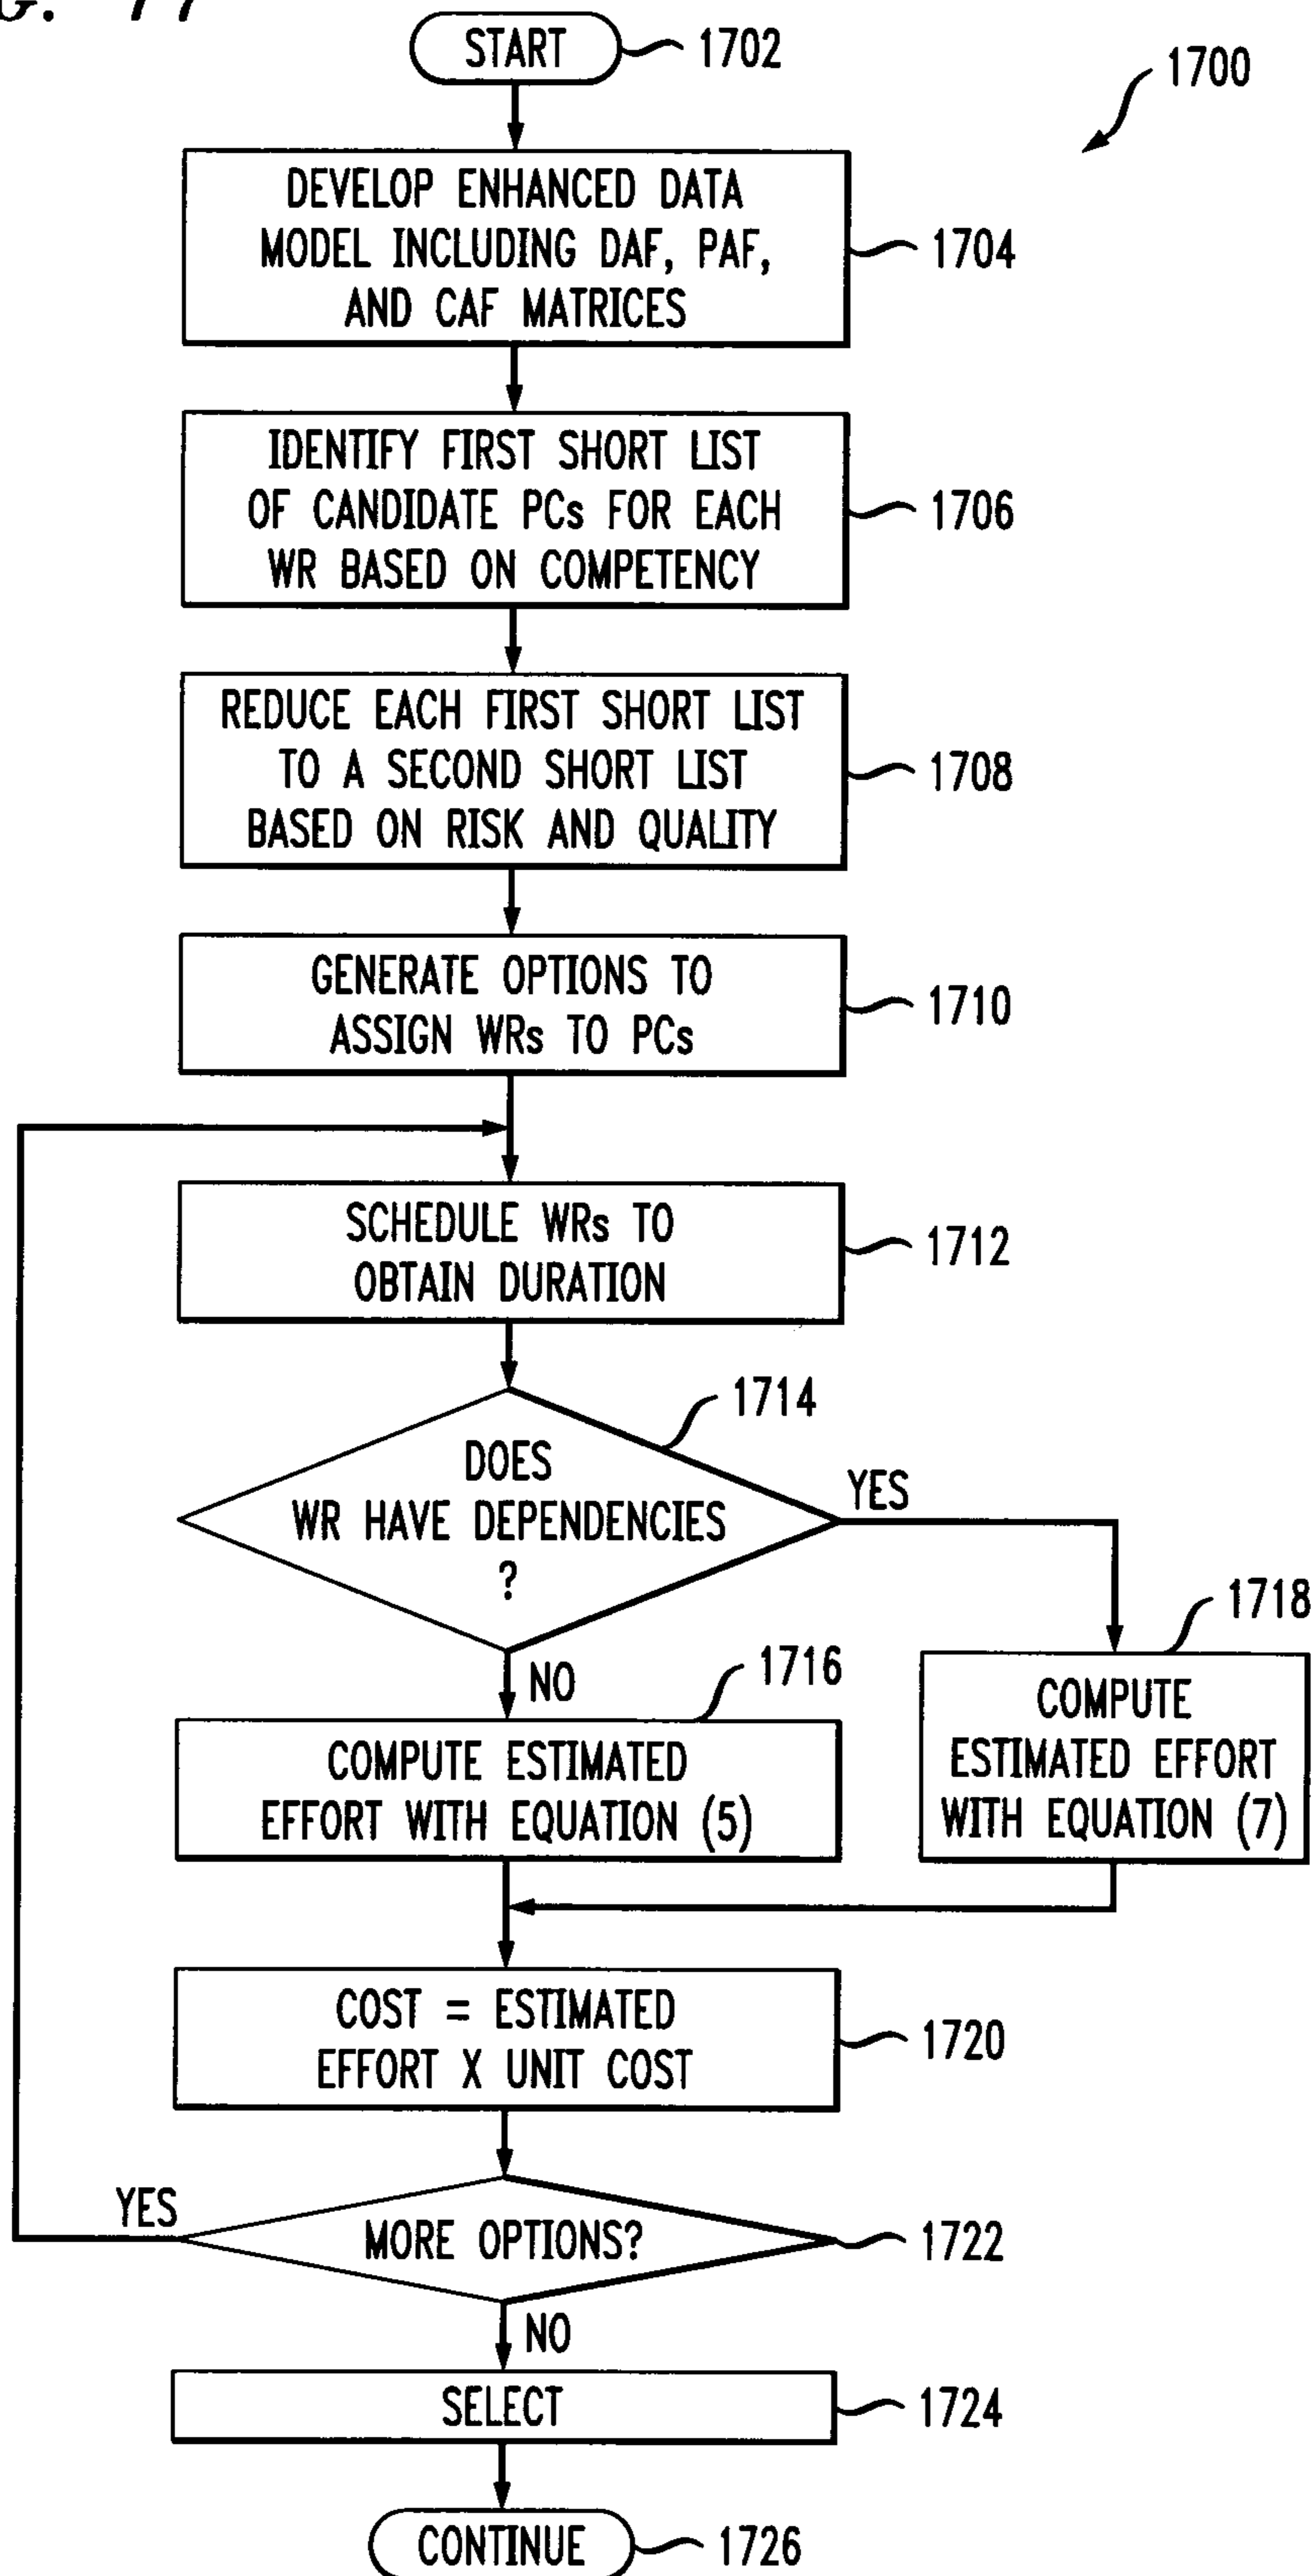 START
1702
1700
DEVELOP ENHANCED DATA
MODEL INCLUDING DAF, PAF,
AND CAF MATRICES
1704
IDENTIFY FIRST SHORT LIST
OF CANDIDATE PCs FOR EACH
WR BASED ON COMPETENCY
1706
REDUCE EACH FIRST SHORT LIST
TO A SECOND SHORT LIST
BASED ON RISK AND QUALITY
1708
GENERATE OPTIONS TO
ASSIGN WRs TO PCs
1710
SCHEDULE WRs TO
OBTAIN DURATION
1712
DOES
WR HAVE DEPENDENCIES
?
1714
YES
NO
COMPUTE ESTIMATED
EFFORT WITH EQUATION (5)
1716
COMPUTE
ESTIMATED EFFORT
WITH EQUATION (7)
1718
COST = ESTIMATED
EFFORT X UNIT COST
1720
YES
MORE OPTIONS?
1722
NO
SELECT
1724
CONTINUE
1726